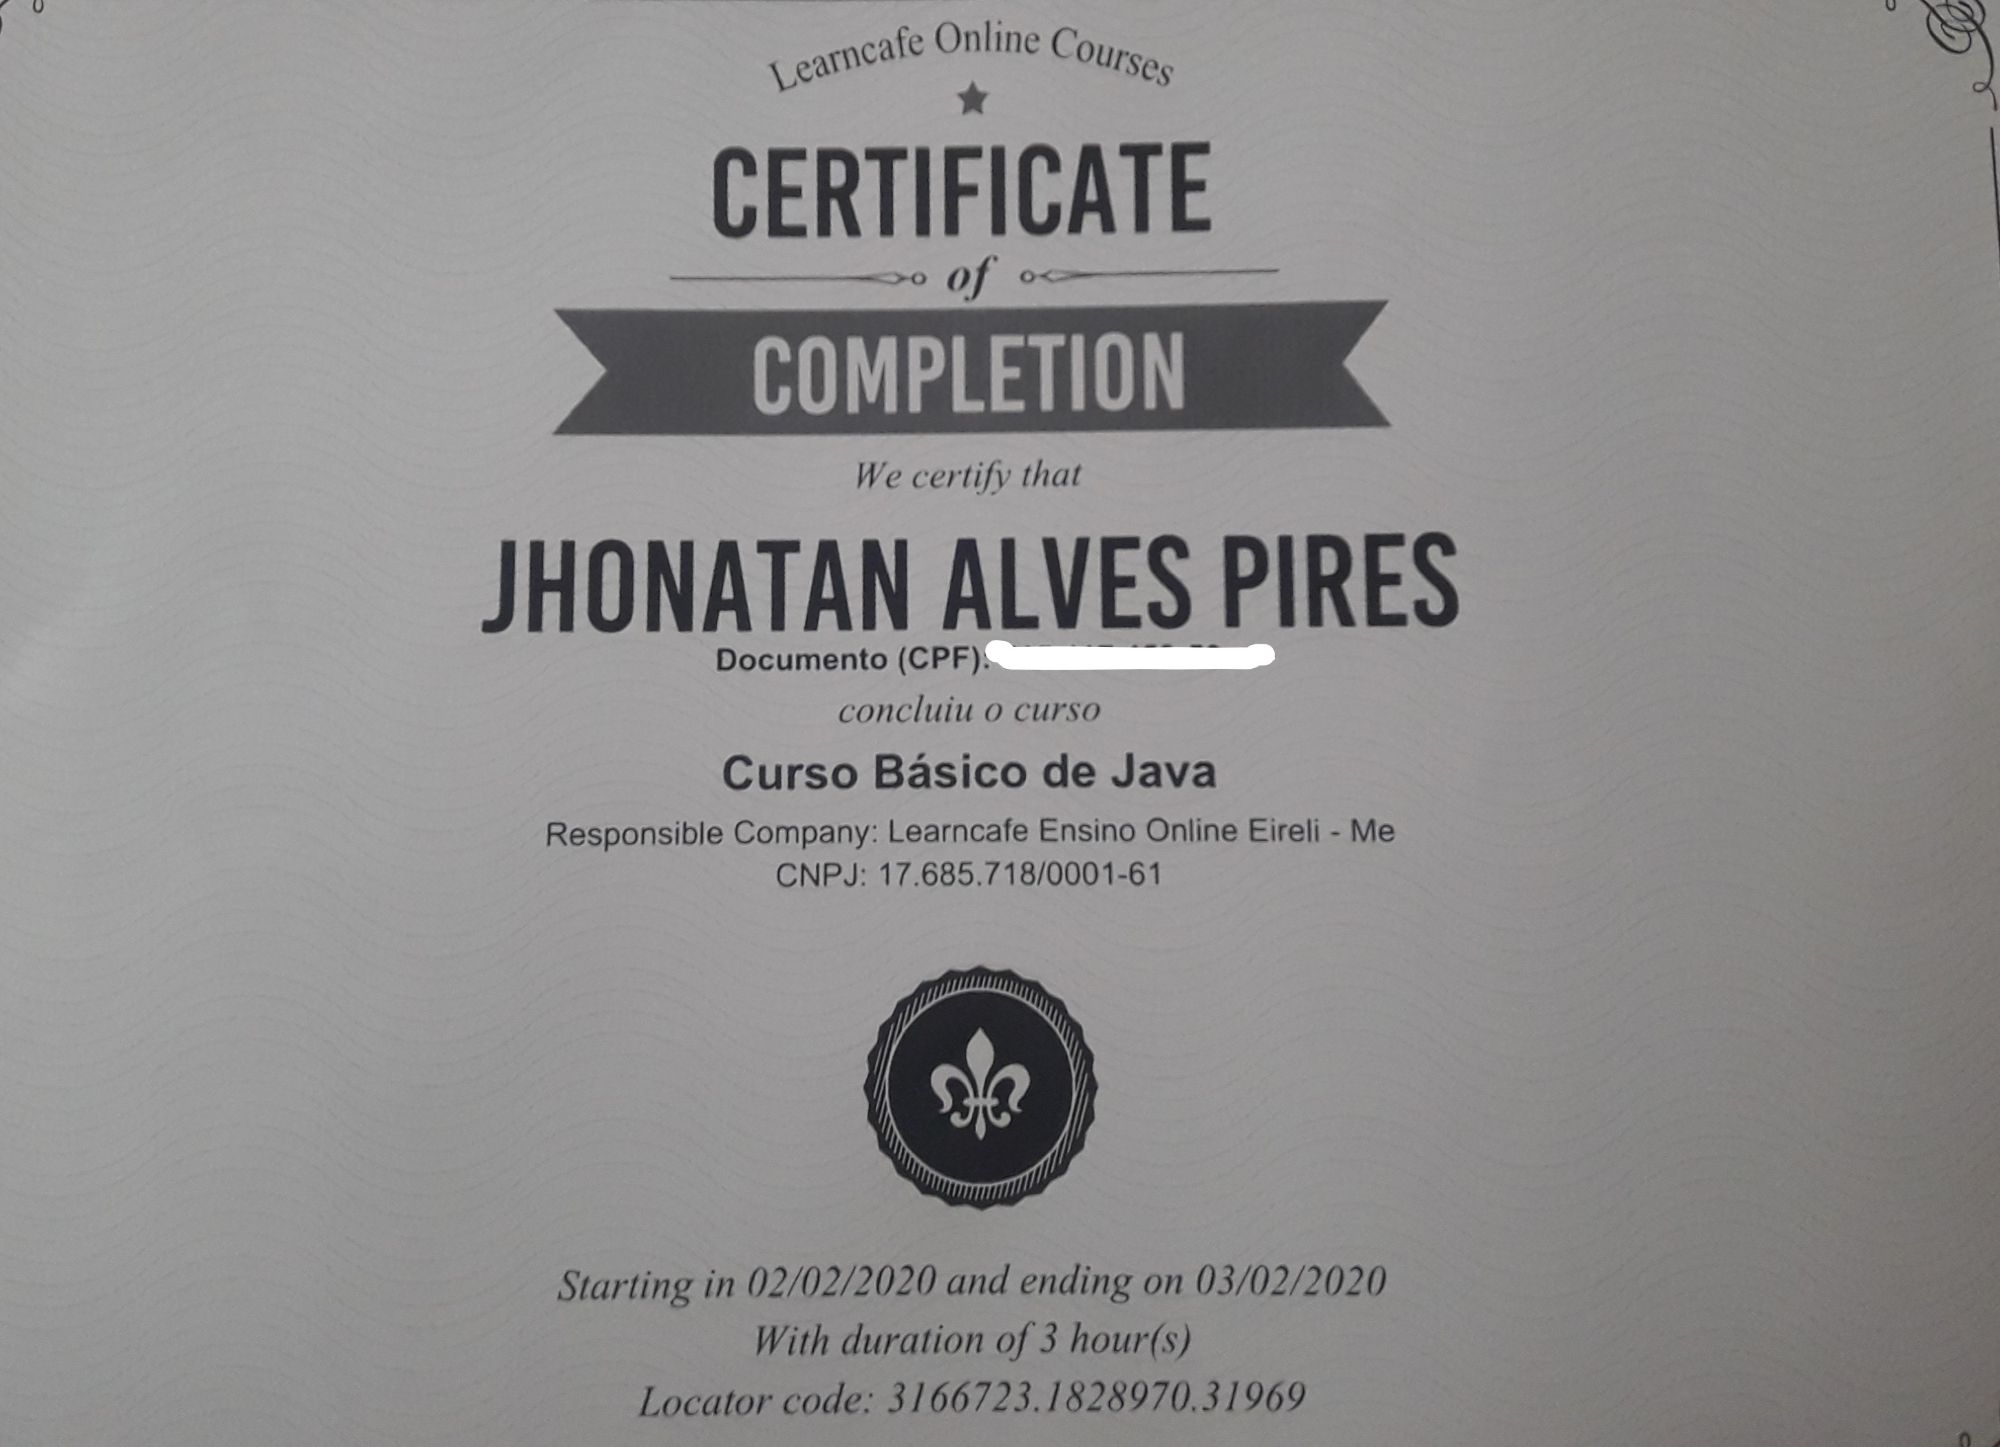 Learncafe Online Courses
CERTIFICATE
of
COMPLETION
We certify that
JHONATAN ALVES PIRES
Documento (CPF):
concluiu o curso
Curso Básico de Java
Responsible Company: Learncafe Ensino Online Eireli - Me
CNPJ: 17.685.718/0001-61
Starting in 02/02/2020 and ending on 03/02/2020
With duration of 3 hour(s)
Locator code: 3166723.1828970.31969